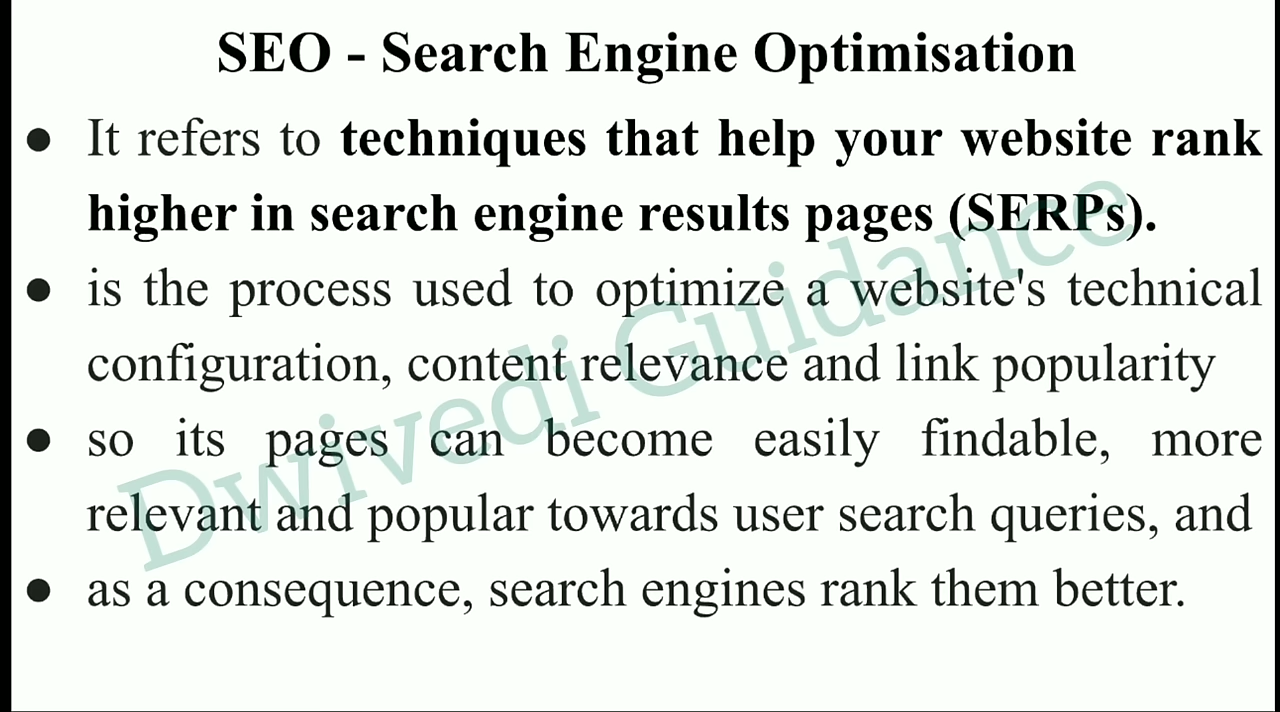 SEO - Search Engine Optimisation
● It refers to techniques that help your website rank
higher in search engine results pages (SERPs).
● is the process used to optimize a website's technical
configuration, content relevance and link popularity
● so its pages can become easily findable, more
relevant and popular towards user search queries, and
● as a consequence, search engines rank them better.
Dwivedi Guidance